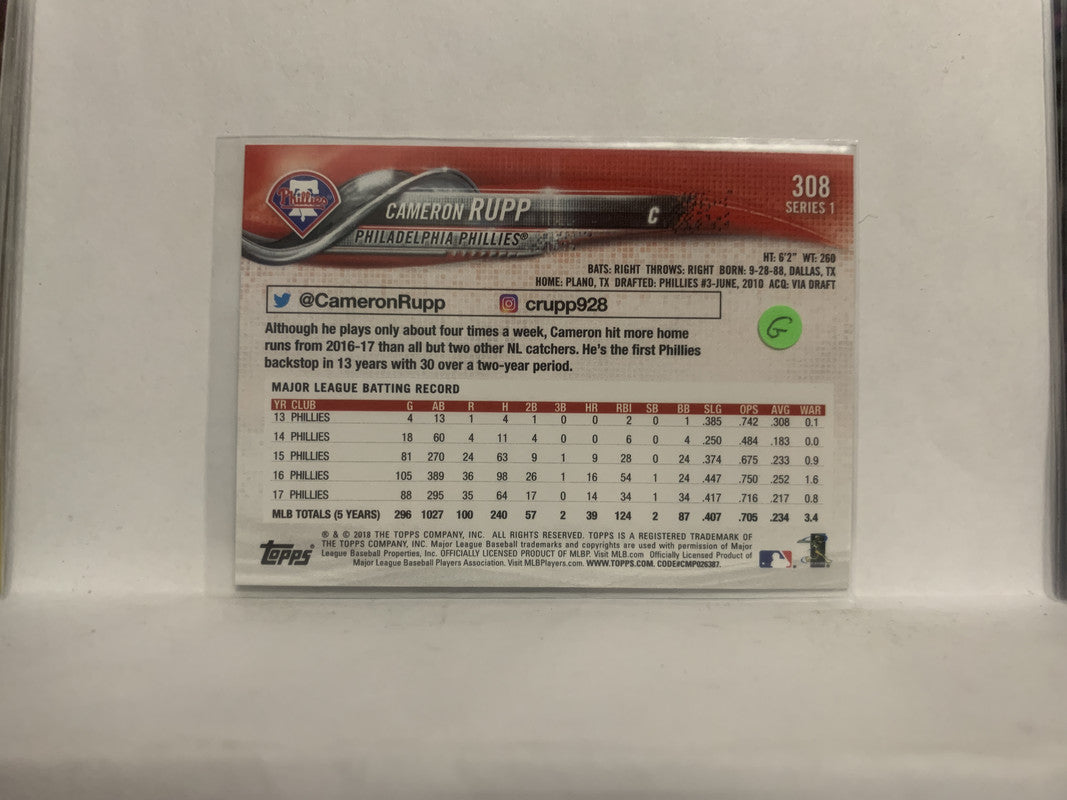 Phillies
CAMERON RUPP C
PHILADELPHIA PHILLIES®
308
SERIES 1
HT: 6'2" WT: 260
BATS: RIGHT THROWS: RIGHT BORN: 9-28-88, DALLAS, TX
HOME: PLANO, TX DRAFTED: PHILLIES #3-JUNE, 2010 ACQ: VIA DRAFT
@CameronRupp crupp928
G
Although he plays only about four times a week, Cameron hit more home
runs from 2016-17 than all but two other NL catchers. He's the first Phillies
backstop in 13 years with 30 over a two-year period.
MAJOR LEAGUE BATTING RECORD
YR CLUB G AB R H 2B 3B HR RBI SB BB SLG OPS AVG WAR
13 PHILLIES 4 13 1 4 1 0 0 2 0 1 .385 .742 .308 0.1
14 PHILLIES 18 60 4 11 4 0 0 6 0 4 .250 .484 .183 0.0
15 PHILLIES 81 270 24 63 9 1 9 28 0 24 .374 .675 .233 0.9
16 PHILLIES 105 389 36 98 26 1 16 54 1 24 .447 .750 .252 1.6
17 PHILLIES 88 295 35 64 17 0 14 34 1 34 .417 .716 .217 0.8
MLB TOTALS (5 YEARS) 296 1027 100 240 57 2 39 124 2 87 .407 .705 .234 3.4
TOPPS
® & © 2018 THE TOPPS COMPANY, INC. ALL RIGHTS RESERVED. TOPPS IS A REGISTERED TRADEMARK OF
THE TOPPS COMPANY, INC. Major League Baseball trademarks and copyrights are used with permission of Major
League Baseball Properties, Inc. OFFICIALLY LICENSED PRODUCT OF MLBP. Visit MLB.com Officially Licensed Product of
Major League Baseball Players Association. Visit MLBPlayers.com. WWW.TOPPS.COM. CODE#CMP026387.